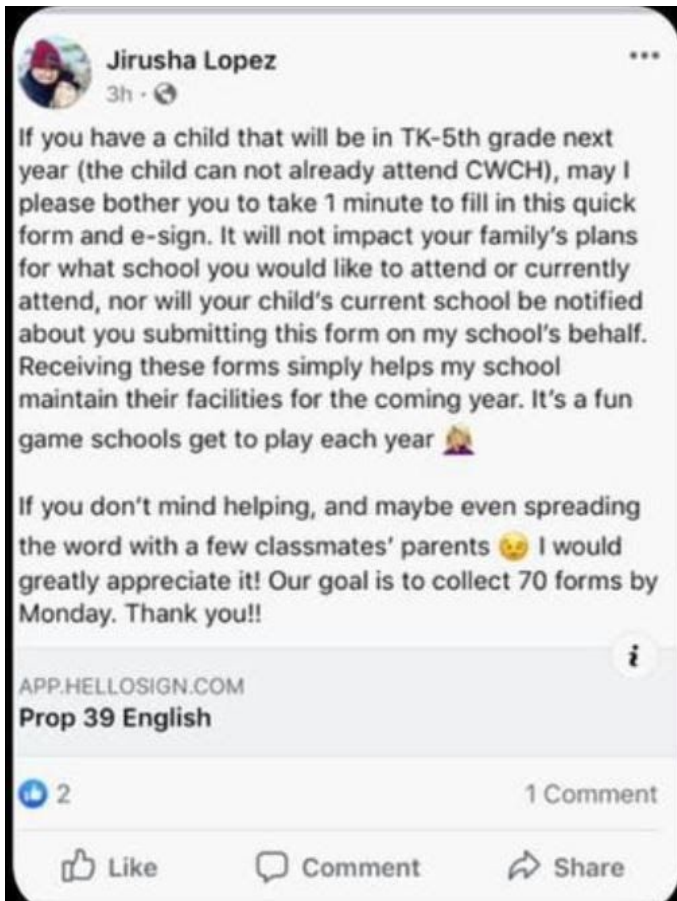 Jirusha Lopez
3h ·
If you have a child that will be in TK-5th grade next
year (the child can not already attend CWCH), may I
please bother you to take 1 minute to fill in this quick
form and e-sign. It will not impact your family's plans
for what school you would like to attend or currently
attend, nor will your child's current school be notified
about you submitting this form on my school's behalf.
Receiving these forms simply helps my school
maintain their facilities for the coming year. It's a fun
game schools get to play each year 🤦🏼‍♀️
If you don't mind helping, and maybe even spreading
the word with a few classmates' parents 😉 I would
greatly appreciate it! Our goal is to collect 70 forms by
Monday. Thank you!!
i
APP.HELLOSIGN.COM
Prop 39 English
2 1 Comment
Like Comment Share